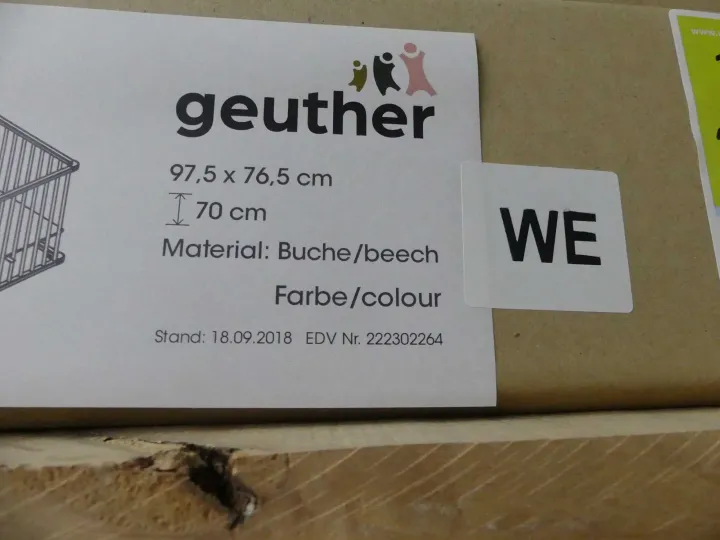 geuther
97,5 x 76,5 cm
70 cm
Material: Buche/beech
Farbe/colour
WE
Stand: 18.09.2018 EDV Nr. 222302264
www.